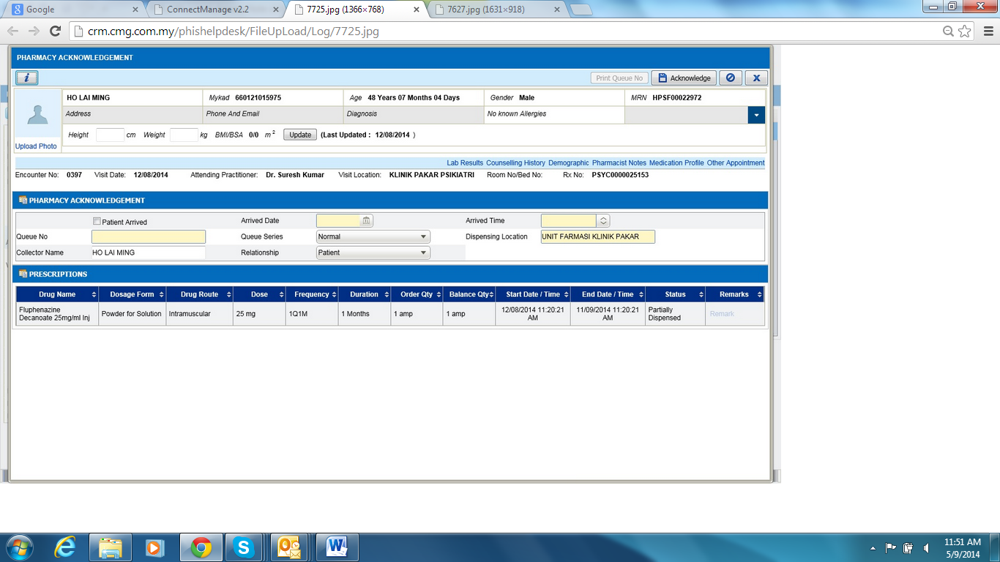 Google
ConnectManage v2.2
7725.jpg (1366×768)
7627.jpg (1631×918)
crm.cmg.com.my/phishelpdesk/FileUpLoad/Log/7725.jpg
PHARMACY ACKNOWLEDGEMENT
i Print Queue No Acknowledge X
HO LAI MING Mykad 660121015975 Age 48 Years 07 Months 04 Days Gender Male MRN HPSF00022972
Address Phone And Email Diagnosis No known Allergies
Height cm Weight kg BMI/BSA 0/0 m 2 Update (Last Updated : 12/08/2014 )
Upload Photo
Lab Results Counselling History Demographic Pharmacist Notes Medication Profile Other Appointment
Encounter No: 0397 Visit Date: 12/08/2014 Attending Practitioner: Dr. Suresh Kumar Visit Location: KLINIK PAKAR PSIKIATRI Room No/Bed No: Rx No: PSYC0000025153
PHARMACY ACKNOWLEDGEMENT
Patient Arrived Arrived Date Arrived Time
Queue No Queue Series Normal Dispensing Location UNIT FARMASI KLINIK PAKAR
Collector Name HO LAI MING Relationship Patient
PRESCRIPTIONS
Drug Name Dosage Form Drug Route Dose Frequency Duration Order Qty Balance Qty Start Date / Time End Date / Time Status Remarks
Fluphenazine Decanoate 25mg/ml Inj Powder for Solution Intramuscular 25 mg 1Q1M 1 Months 1 amp 1 amp 12/08/2014 11:20:21 AM 11/09/2014 11:20:21 AM Partially Dispensed Remark
11:51 AM
5/9/2014